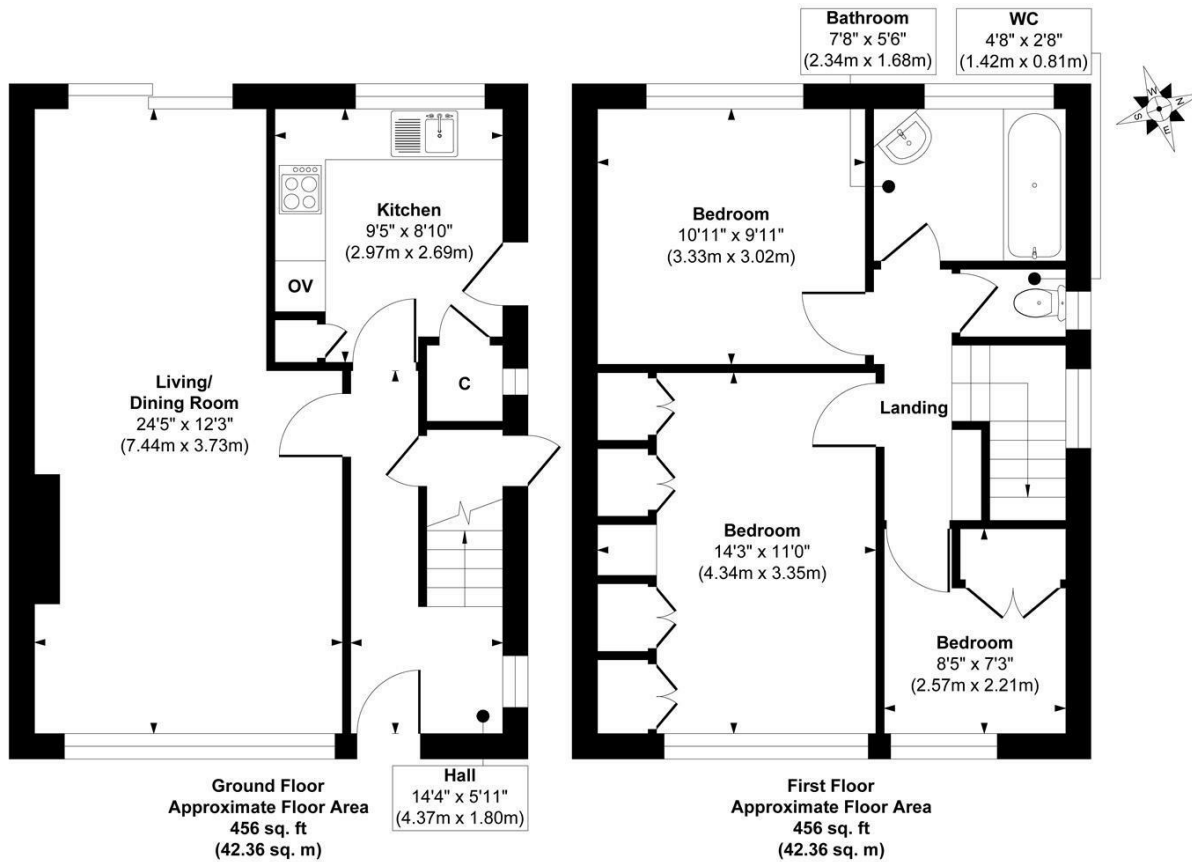 Bathroom
7'8" x 5'6"
(2.34m x 1.68m)
WC
4'8" x 2'8"
(1.42m x 0.81m)
W
N
S
E
Kitchen
9'5" x 8'10"
(2.97m x 2.69m)
OV
C
Living/
Dining Room
24'5" x 12'3"
(7.44m x 3.73m)
Hall
14'4" x 5'11"
(4.37m x 1.80m)
Ground Floor
Approximate Floor Area
456 sq. ft
(42.36 sq. m)
Bedroom
10'11" x 9'11"
(3.33m x 3.02m)
Landing
Bedroom
14'3" x 11'0"
(4.34m x 3.35m)
Bedroom
8'5" x 7'3"
(2.57m x 2.21m)
First Floor
Approximate Floor Area
456 sq. ft
(42.36 sq. m)